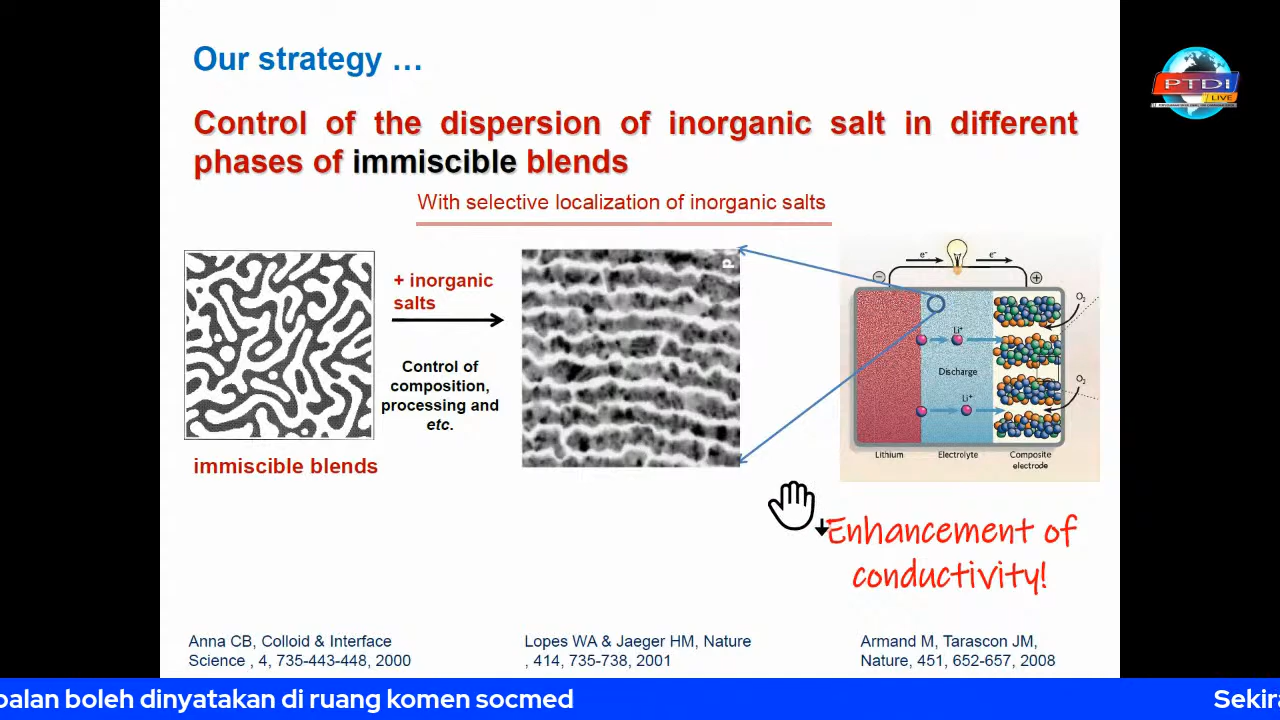 Our strategy …
Control of the dispersion of inorganic salt in different
phases of immiscible blends
With selective localization of inorganic salts
+ inorganic
salts
Control of
composition,
processing and
etc.
immiscible blends
P
e⁻
e⁻
−
+
O₂
Li⁺
Discharge
O₂
Li⁺
Lithium
Electrolyte
Composite
electrode
Enhancement of
conductivity!
Anna CB, Colloid & Interface
Science , 4, 735-443-448, 2000
Lopes WA & Jaeger HM, Nature
, 414, 735-738, 2001
Armand M, Tarascon JM,
Nature, 451, 652-657, 2008
PTDI
LIVE
oalan boleh dinyatakan di ruang komen socmed
Sekira